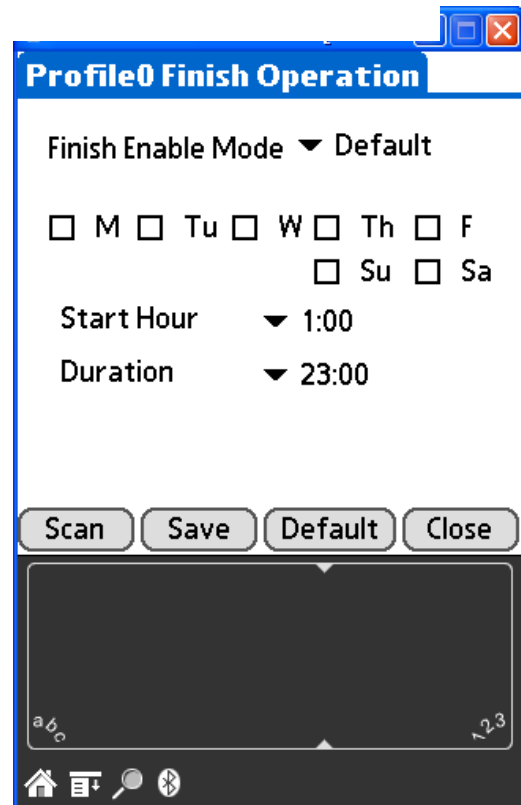 Profile0 Finish Operation
Finish Enable Mode Default
M Tu W Th F
Su Sa
Start Hour 1:00
Duration 23:00
Scan Save Default Close
abc 123